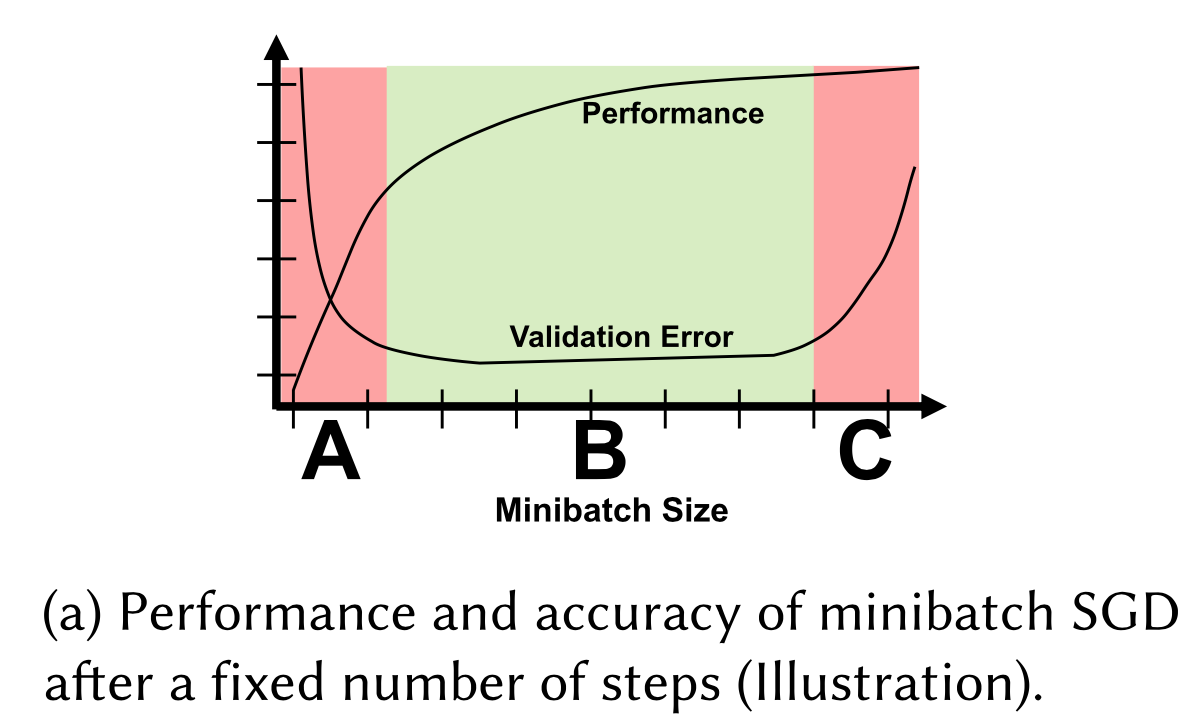 Performance
Validation Error
A B C
Minibatch Size
(a) Performance and accuracy of minibatch SGD
after a fixed number of steps (Illustration).